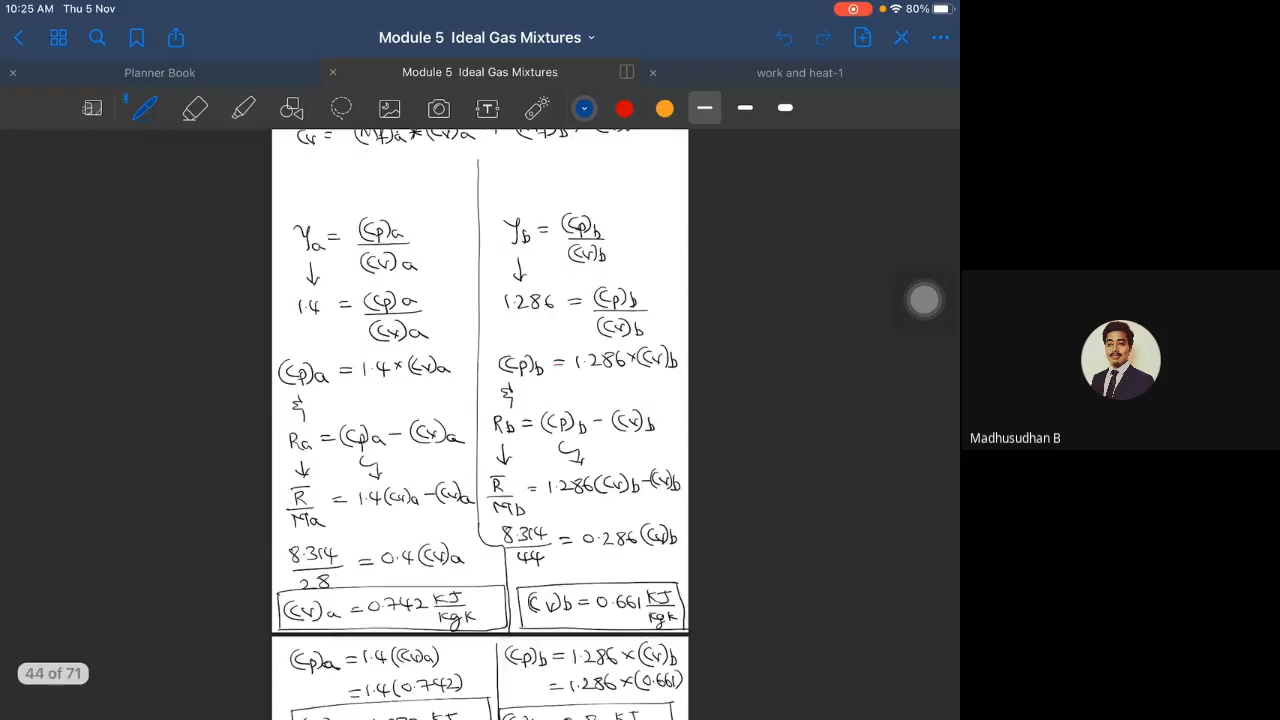 10:25 AM Thu 5 Nov
80%
Module 5 Ideal Gas Mixtures
Planner Book
Module 5 Ideal Gas Mixtures
work and heat-1
Cv = (Mf)a * (Cv)a + (Mf)b
γa = (Cp)a / (Cv)a
↓
1.4 = (Cp)a / (Cv)a
(Cp)a = 1.4 * (Cv)a
&
Ra = (Cp)a - (Cv)a
↓
R̅/Ma = 1.4(Cv)a - (Cv)a
8.314/28 = 0.4(Cv)a
(Cv)a = 0.742 KJ/kgK
γb = (Cp)b / (Cv)b
↓
1.286 = (Cp)b / (Cv)b
(Cp)b = 1.286 × (Cv)b
&
Rb = (Cp)b - (Cv)b
↓
R̅/Mb = 1.286(Cv)b - (Cv)b
8.314/44 = 0.286(Cv)b
(Cv)b = 0.661 KJ/kgK
(Cp)a = 1.4((Cv)a)
= 1.4(0.742)
(Cp)b = 1.286 × (Cv)b
= 1.286 × (0.661)
44 of 71
Madhusudhan B